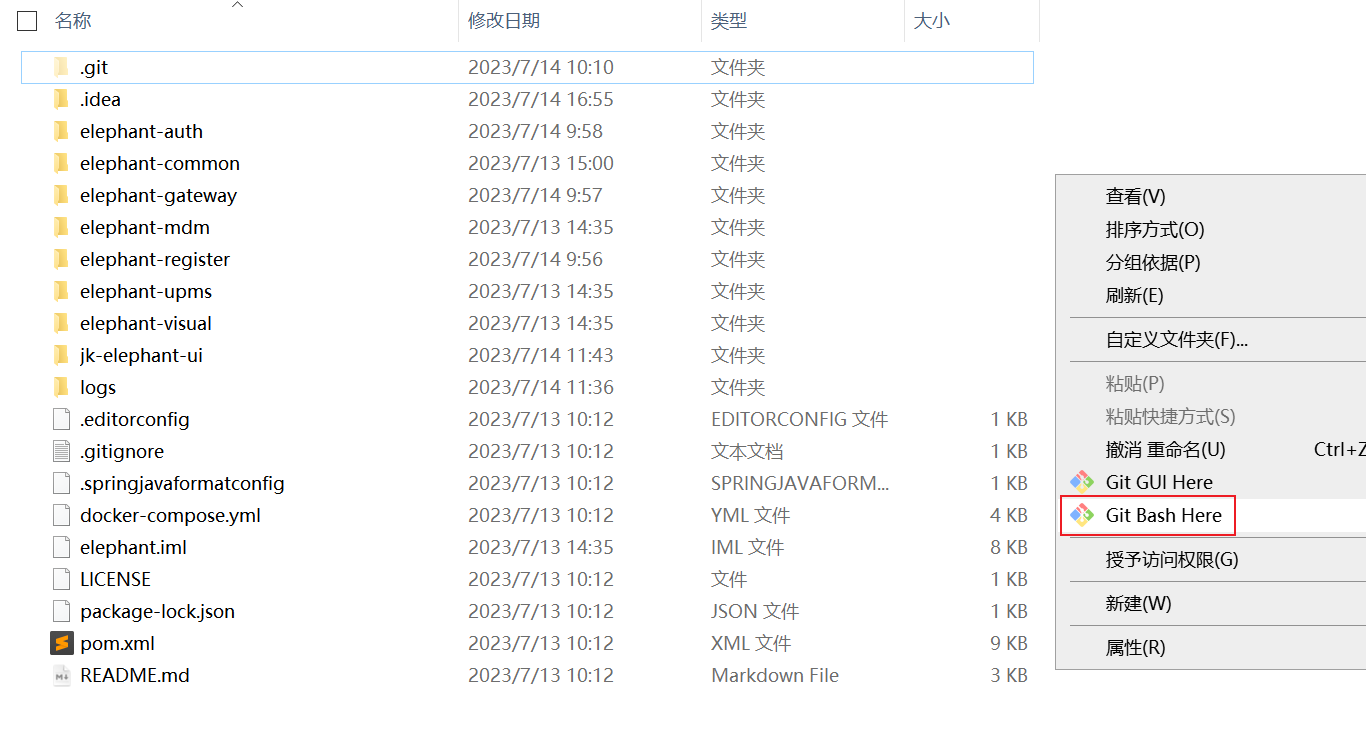 名称 修改日期 类型 大小
.git 2023/7/14 10:10 文件夹
.idea 2023/7/14 16:55 文件夹
elephant-auth 2023/7/14 9:58 文件夹
elephant-common 2023/7/13 15:00 文件夹
elephant-gateway 2023/7/14 9:57 文件夹
elephant-mdm 2023/7/13 14:35 文件夹
elephant-register 2023/7/14 9:56 文件夹
elephant-upms 2023/7/13 14:35 文件夹
elephant-visual 2023/7/13 14:35 文件夹
jk-elephant-ui 2023/7/14 11:43 文件夹
logs 2023/7/14 11:36 文件夹
.editorconfig 2023/7/13 10:12 EDITORCONFIG 文件 1 KB
.gitignore 2023/7/13 10:12 文本文档 1 KB
.springjavaformatconfig 2023/7/13 10:12 SPRINGJAVAFORM... 1 KB
docker-compose.yml 2023/7/13 10:12 YML 文件 4 KB
elephant.iml 2023/7/13 14:35 IML 文件 8 KB
LICENSE 2023/7/13 10:12 文件 1 KB
package-lock.json 2023/7/13 10:12 JSON 文件 1 KB
pom.xml 2023/7/13 10:12 XML 文件 9 KB
README.md 2023/7/13 10:12 Markdown File 3 KB
查看(V)
排序方式(O)
分组依据(P)
刷新(E)
自定义文件夹(F)...
粘贴(P)
粘贴快捷方式(S)
撤消 重命名(U) Ctrl+Z
Git GUI Here
Git Bash Here
授予访问权限(G)
新建(W)
属性(R)